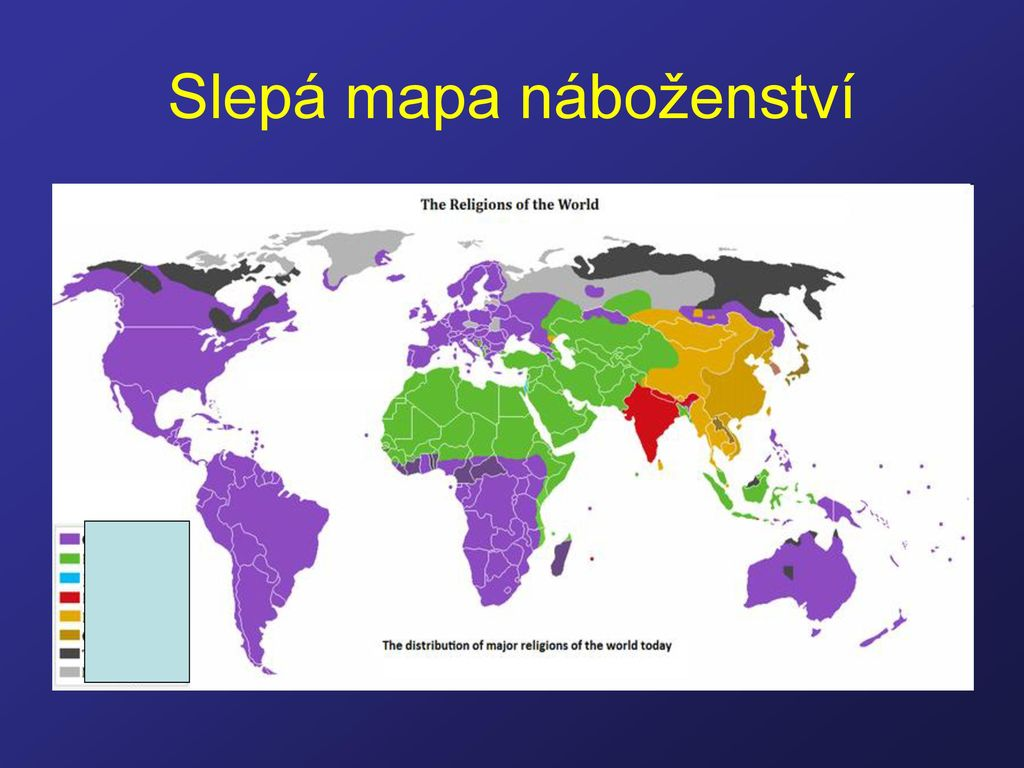 Slepá mapa náboženství
The Religions of the World
The distribution of major religions of the world today